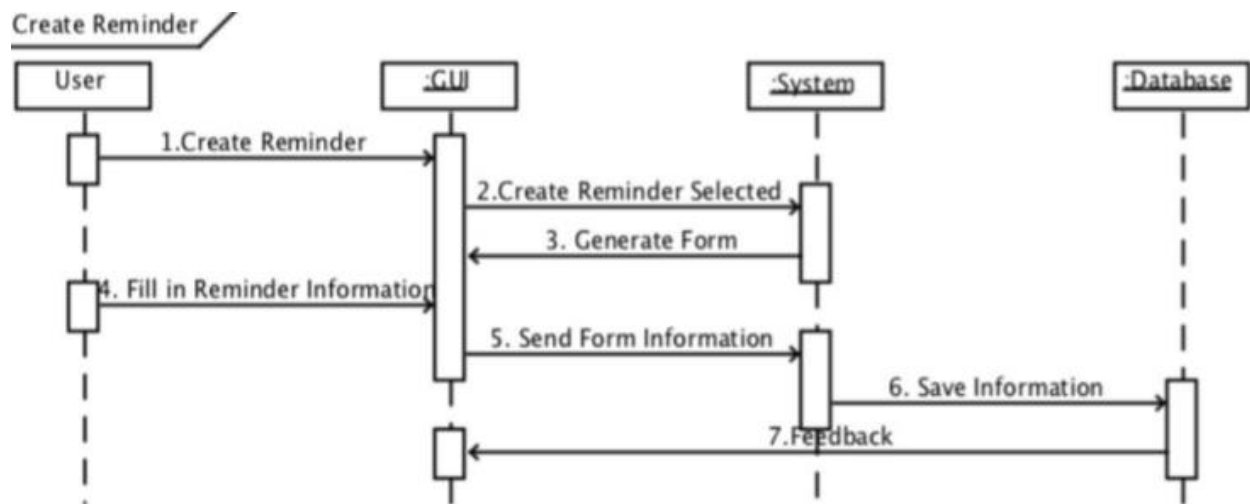 Create Reminder
User
:GUI
:System
:Database
1.Create Reminder
2.Create Reminder Selected
3. Generate Form
4. Fill in Reminder Information
5. Send Form Information
6. Save Information
7.Feedback